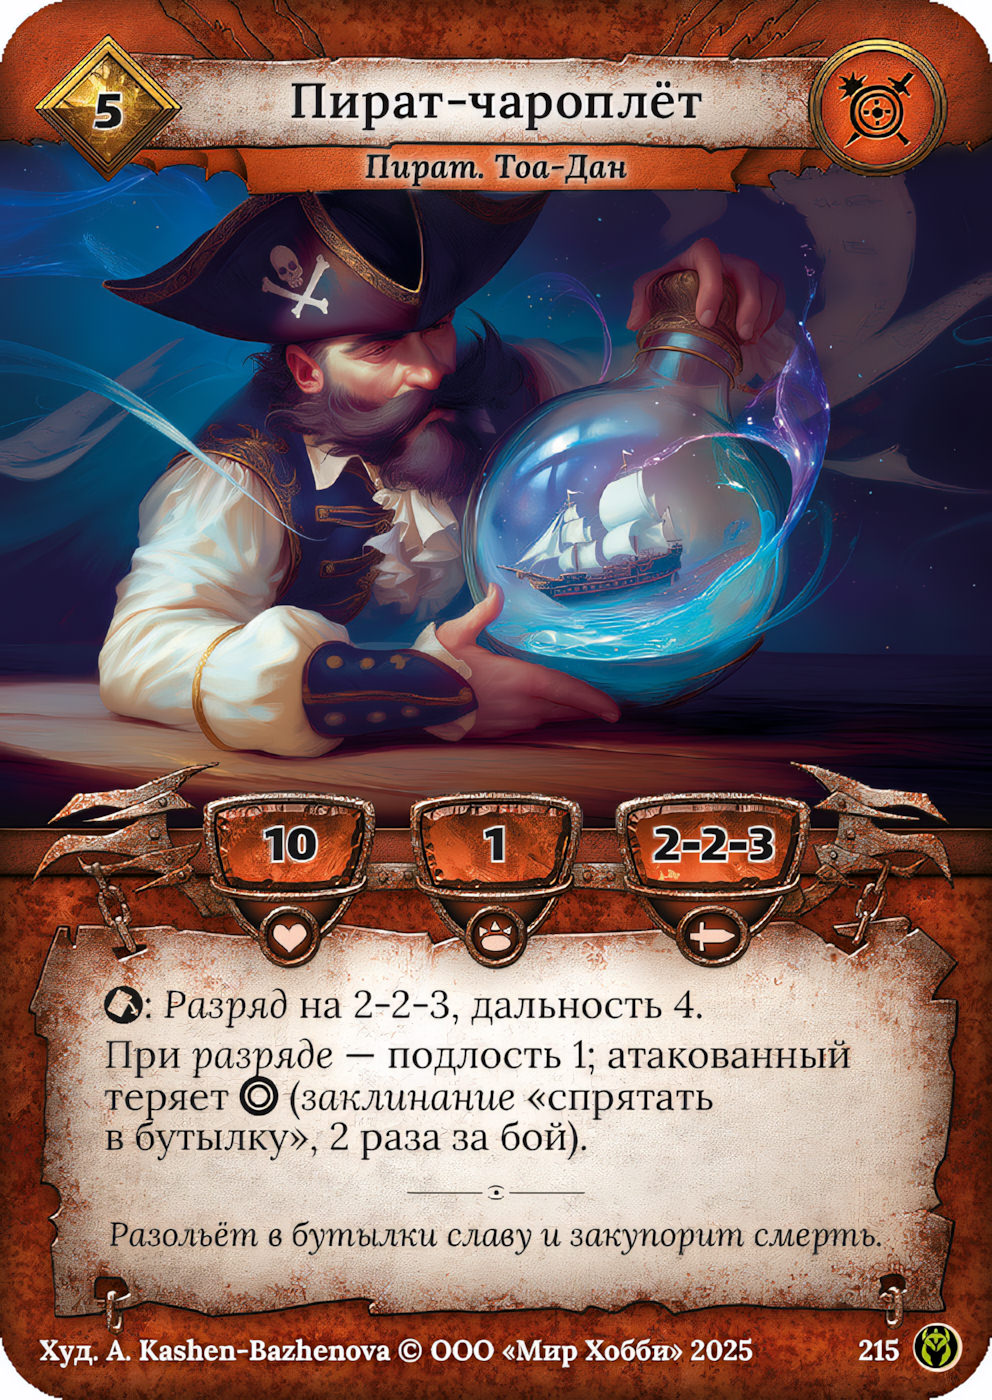 5
Пират-чароплёт
Пират. Тоа-Дан
10
1
2-2-3
: Разряд на 2-2-3, дальность 4.
При разряде — подлость 1; атакованный
теряет (заклинание «спрятать
в бутылку», 2 раза за бой).
Разольёт в бутылки славу и закупорит смерть.
Худ. А. Kashen-Bazhenova © ООО «Мир Хобби» 2025
215